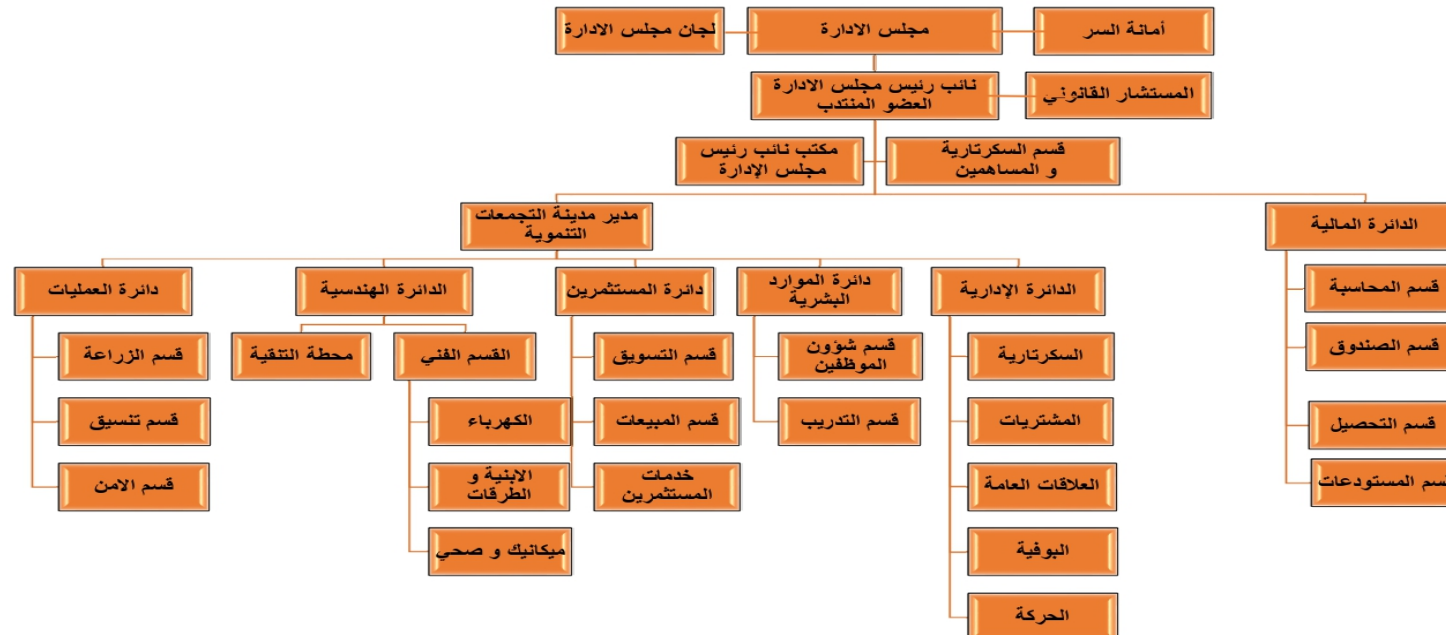 أمانة السر
مجلس الادارة
لجان مجلس الادارة
المستشار القانوني
نائب رئيس مجلس الادارة
العضو المنتدب
قسم السكرتارية
و المساهمين
مكتب نائب رئيس
مجلس الإدارة
الدائرة المالية
مدير مدينة التجمعات
التنموية
قسم المحاسبة
قسم الصندوق
قسم التحصيل
قسم المستودعات
الدائرة الإدارية
السكرتارية
المشتريات
العلاقات العامة
البوفية
الحركة
دائرة الموارد
البشرية
قسم شؤون
الموظفين
قسم التدريب
دائرة المستثمرين
قسم التسويق
قسم المبيعات
خدمات
المستثمرين
الدائرة الهندسية
القسم الفني
الكهرباء
الابنية و
الطرقات
ميكانيك و صحي
محطة التنقية
دائرة العمليات
قسم الزراعة
قسم تنسيق
قسم الامن